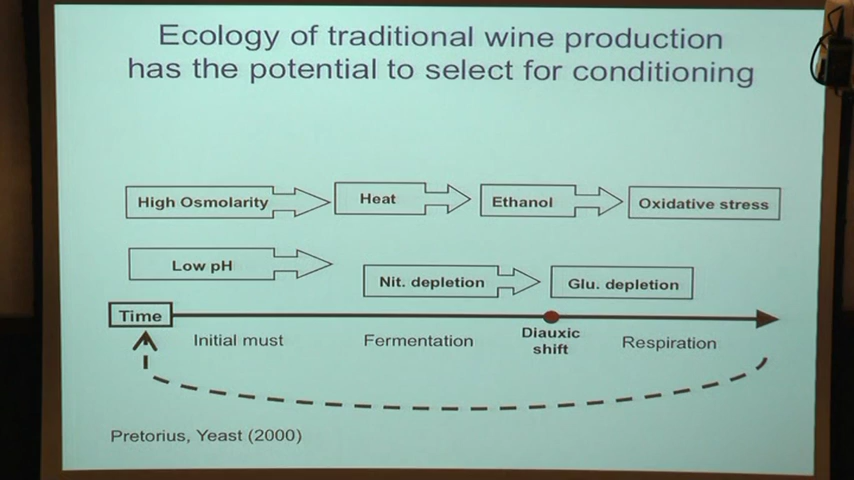 Ecology of traditional wine production
has the potential to select for conditioning
High Osmolarity
Heat
Ethanol
Oxidative stress
Low pH
Nit. depletion
Glu. depletion
Time
Initial must
Fermentation
Diauxic
shift
Respiration
Pretorius, Yeast (2000)